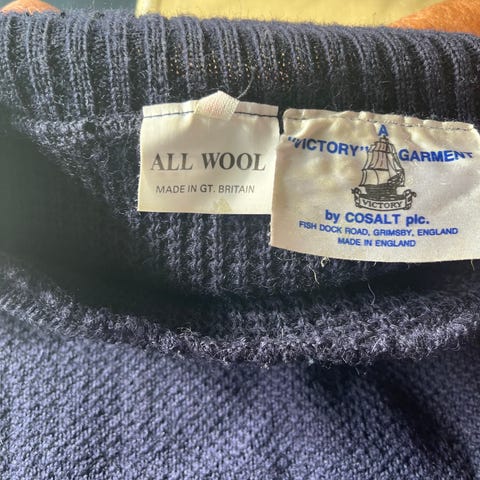 ALL WOOL
MADE IN GT. BRITAIN
A
"VICTORY" GARMENT
VICTORY
by COSALT plc.
FISH DOCK ROAD, GRIMSBY, ENGLAND
MADE IN ENGLAND